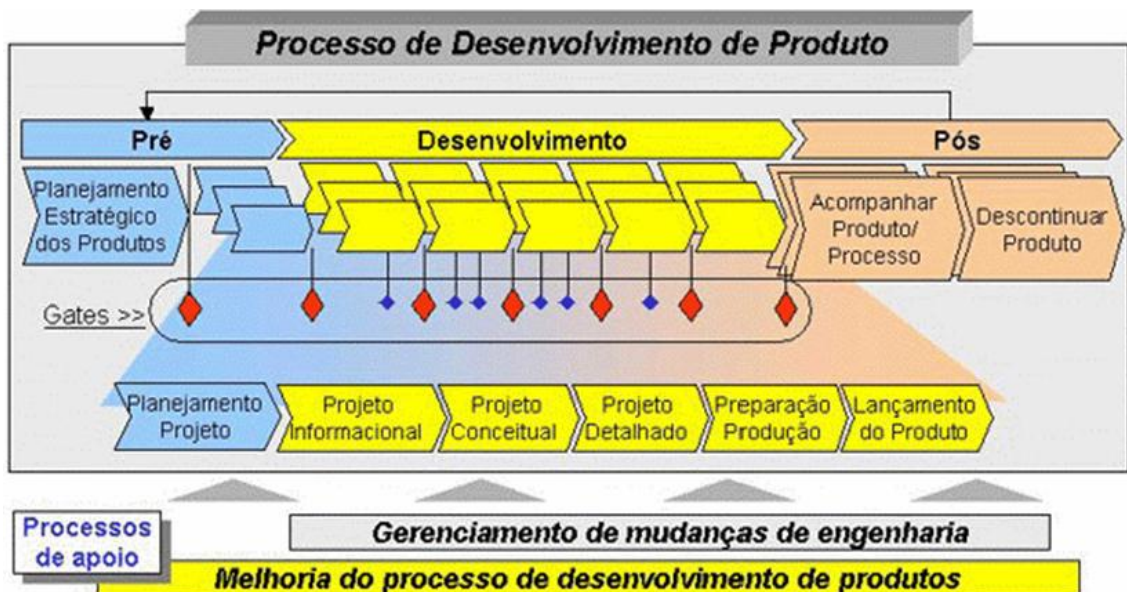 Processo de Desenvolvimento de Produto
Pré
Desenvolvimento
Pós
Planejamento
Estratégico
dos Produtos
Acompanhar
Produto/
Processo
Descontinuar
Produto
Gates >>
Planejamento
Projeto
Projeto
Informacional
Projeto
Conceitual
Projeto
Detalhado
Preparação
Produção
Lançamento
do Produto
Processos
de apoio
Gerenciamento de mudanças de engenharia
Melhoria do processo de desenvolvimento de produtos